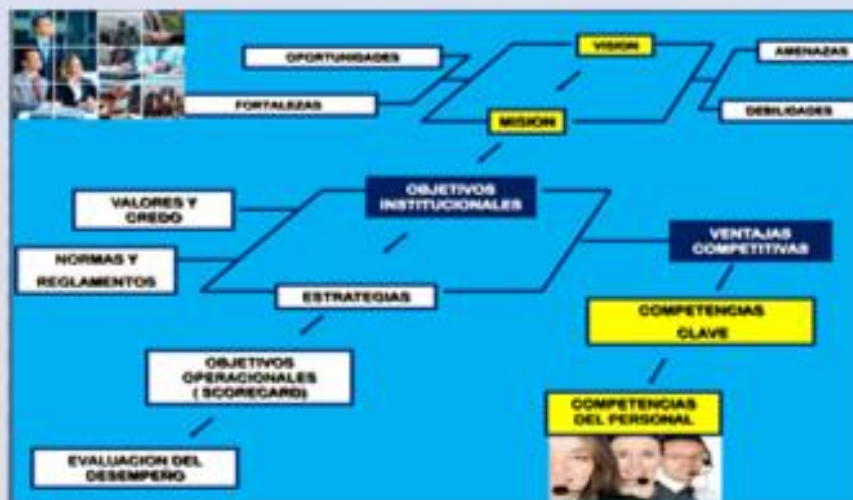 VISION
OPORTUNIDADES
AMENAZAS
FORTALEZAS
DEBILIDADES
MISION
OBJETIVOS
INSTITUCIONALES
VALORES Y
CREDO
VENTAJAS
COMPETITIVAS
NORMAS Y
REGLAMENTOS
ESTRATEGIAS
COMPETENCIAS
CLAVE
OBJETIVOS
OPERACIONALES
( SCORECARD)
COMPETENCIAS
DEL PERSONAL
EVALUACION DEL
DESEMPEÑO